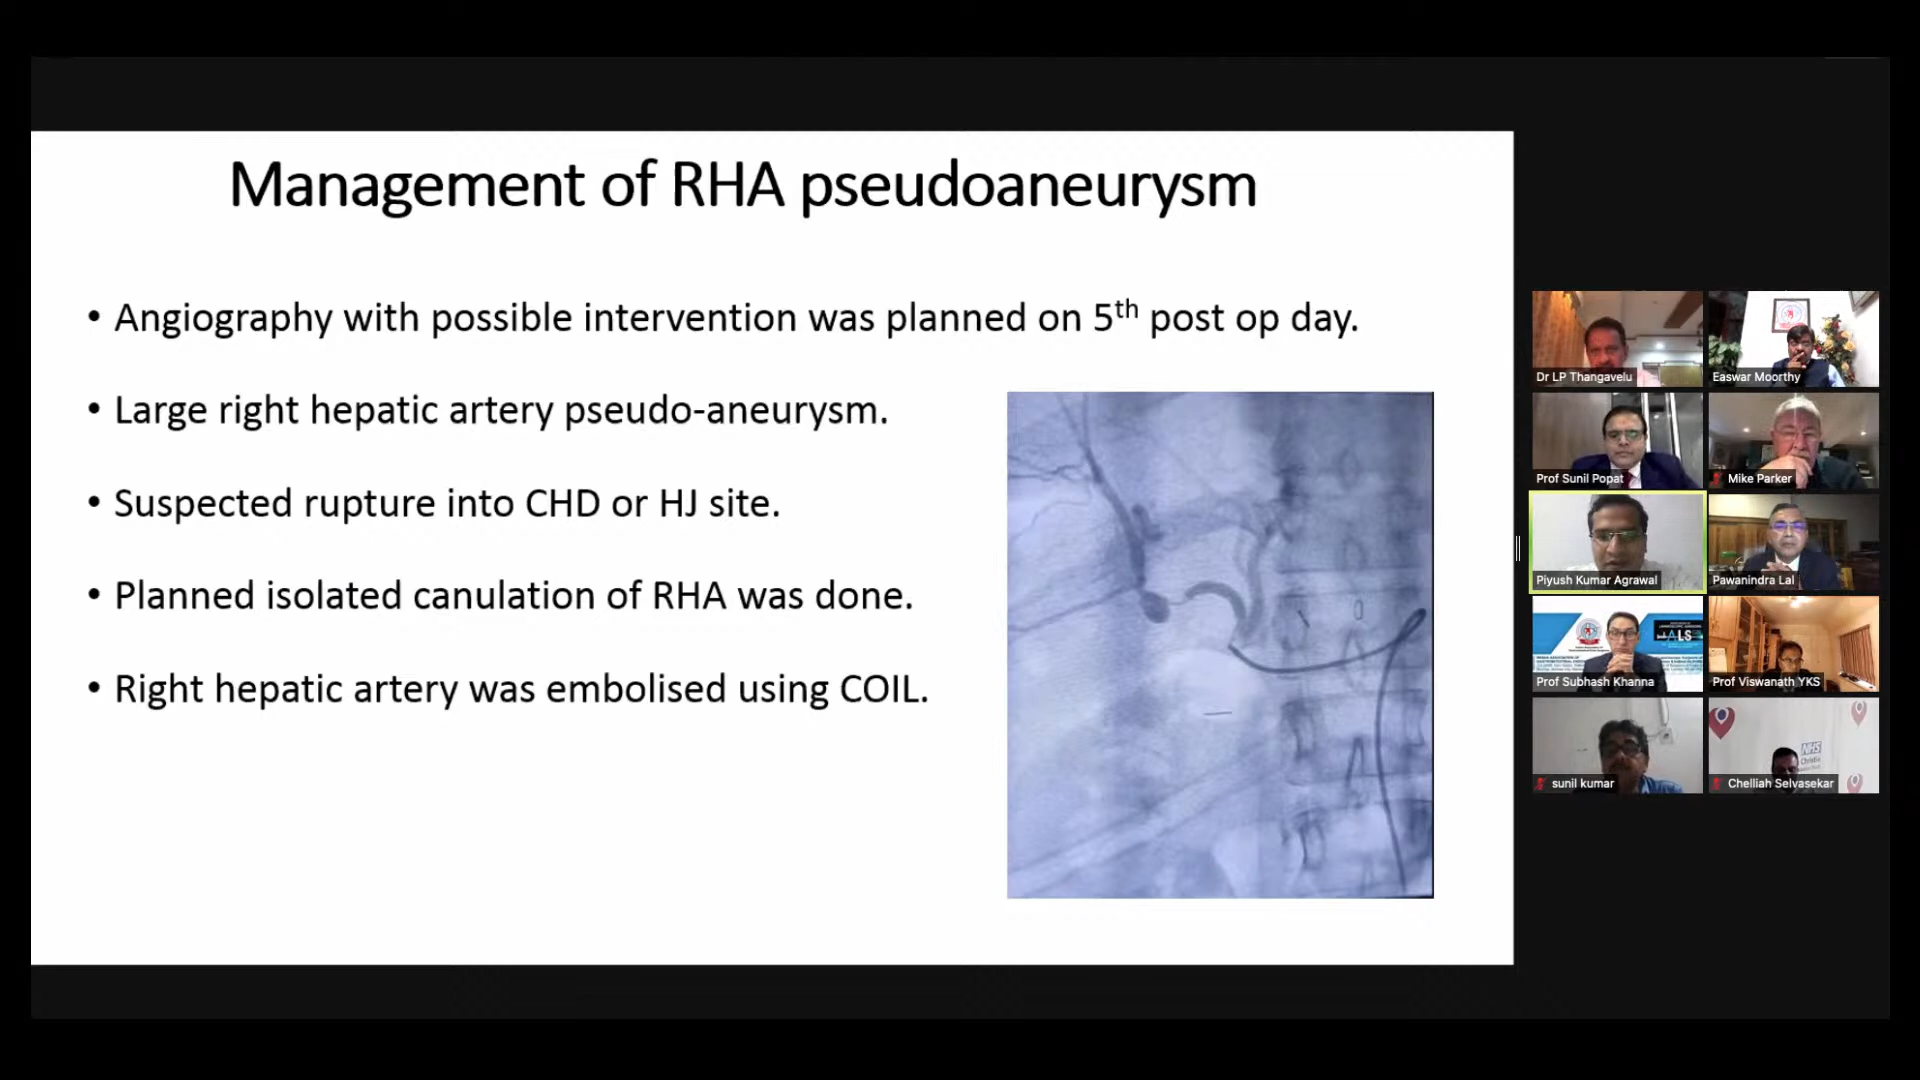 Management of RHA pseudoaneurysm
• Angiography with possible intervention was planned on 5th post op day.
• Large right hepatic artery pseudo-aneurysm.
• Suspected rupture into CHD or HJ site.
• Planned isolated canulation of RHA was done.
• Right hepatic artery was embolised using COIL.
Dr LP Thangavelu
Easwar Moorthy
Prof Sunil Popat
Mike Parker
Piyush Kumar Agrawal
Pawanindra Lal
ALS
Prof Subhash Khanna
Prof Viswanath YKS
NHS
Christie
sunil kumar
Chelliah Selvasekar